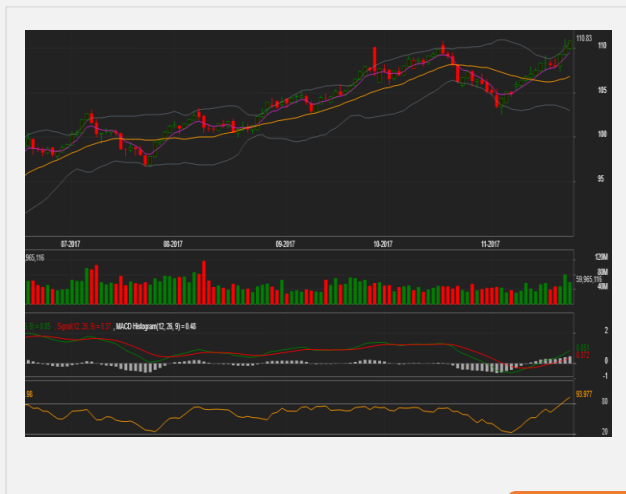 110.83
110
105
100
95
07-2017 08-2017 09-2017 10-2017 11-2017
965,116
120M
80M
59,965,116
40M
Signal(12, 26, 9) = 0.37 , MACD Histogram(12, 26, 9) = 0.48
2
0
-1
.98
93.977
80
20